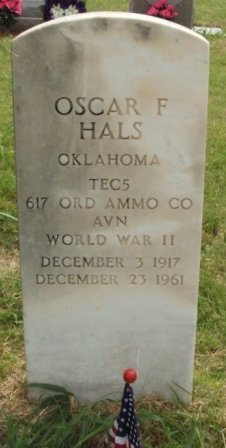 OSCAR F
HALS
OKLAHOMA
TEC5
617 ORD AMMO CO
AVN
WORLD WAR II
DECEMBER 3 1917
DECEMBER 23 1961